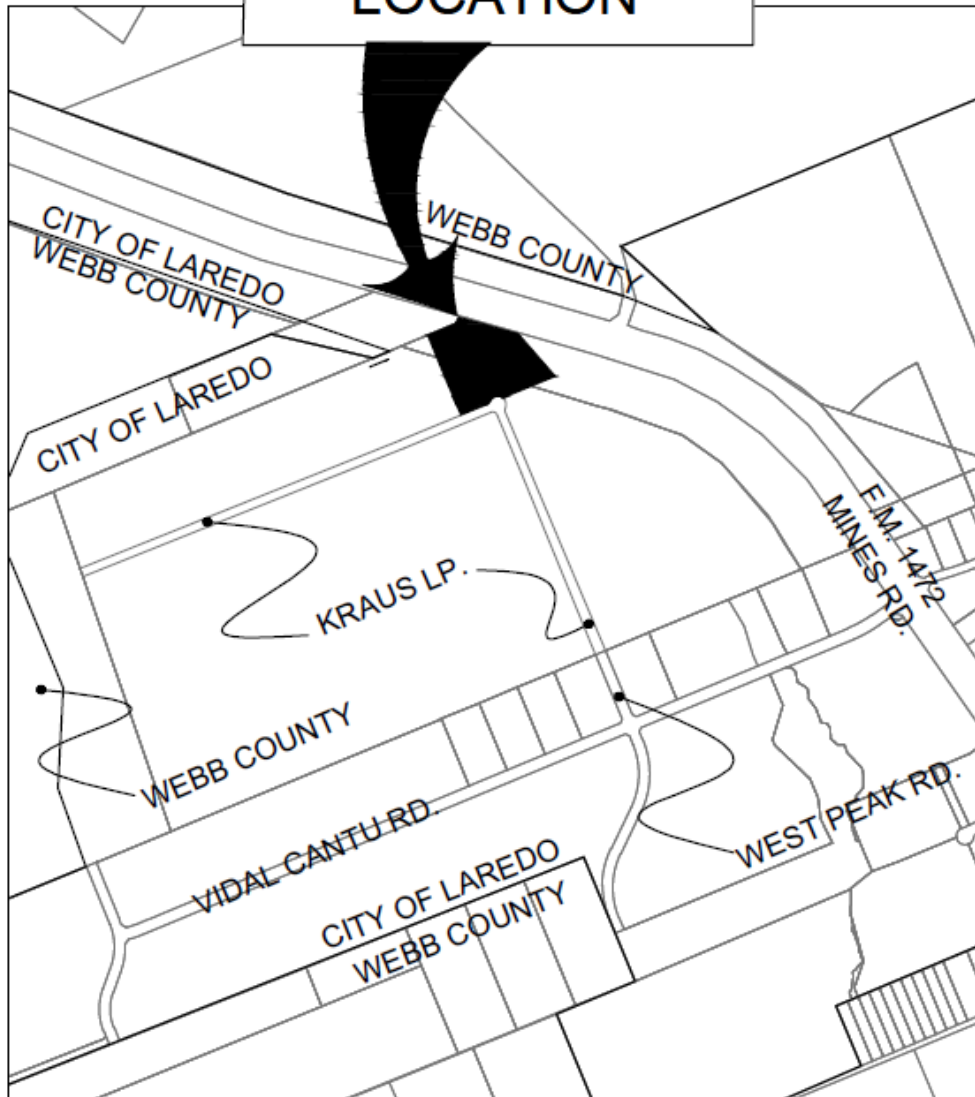 LOCATION
WEBB COUNTY
CITY OF LAREDO
WEBB COUNTY
CITY OF LAREDO
F.M. 1472
MINES RD.
KRAUS LP.
WEBB COUNTY
WEST PEAK RD.
VIDAL CANTU RD.
CITY OF LAREDO
WEBB COUNTY